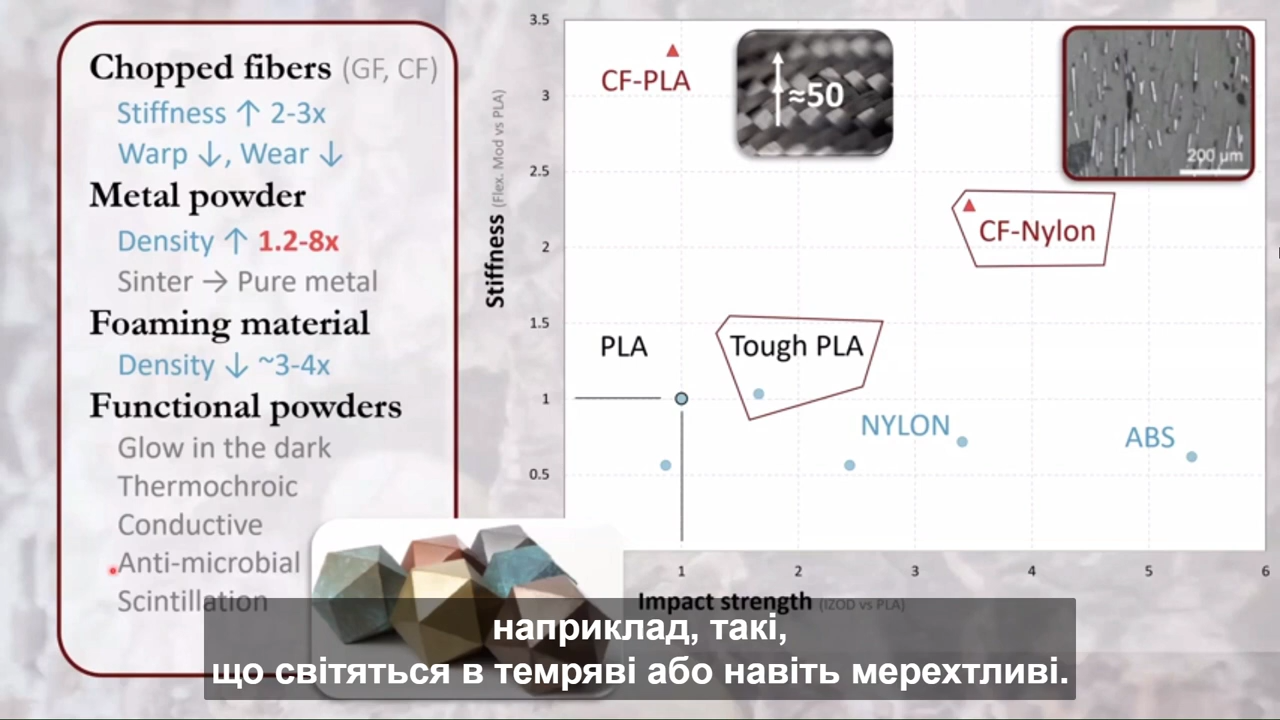 Chopped fibers (GF, CF)
Stiffness ↑ 2-3x
Warp ↓, Wear ↓
Metal powder
Density ↑ 1.2-8x
Sinter → Pure metal
Foaming material
Density ↓ ~3-4x
Functional powders
Glow in the dark
Thermochroic
Conductive
Anti-microbial
Scintillation
Stiffness (Flex. Mod vs PLA)
3.5
3
2.5
2
1.5
1
0.5
CF-PLA
≈50
200 µm
CF-Nylon
PLA
Tough PLA
NYLON
ABS
1
2
3
4
5
6
Impact strength (IZOD vs PLA)
наприклад, такі,
що світяться в темряві або навіть мерехтливі.